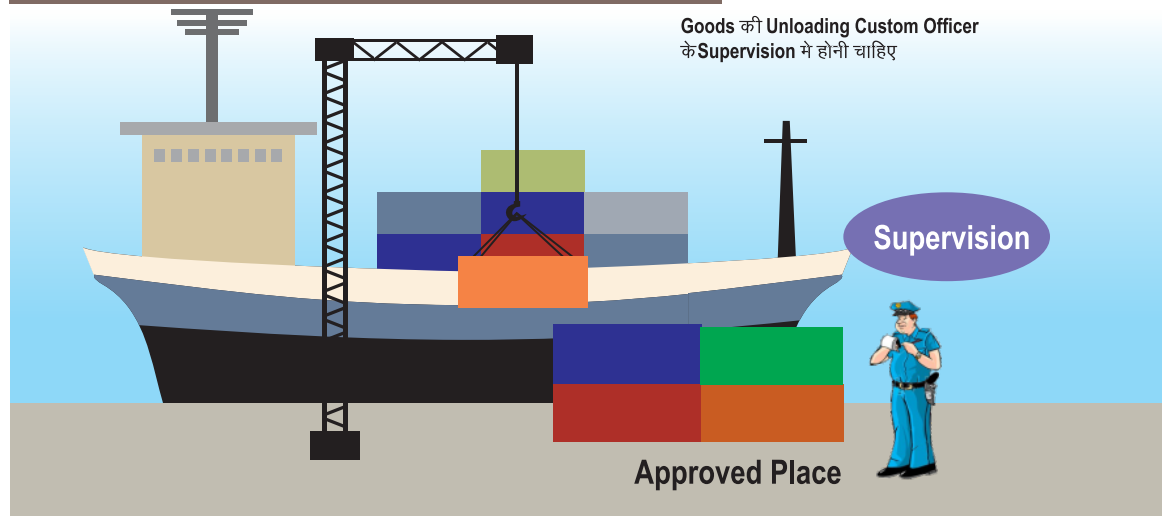 Goods की Unloading Custom Officer
के Supervision मे होनी चाहिए
Supervision
Approved Place